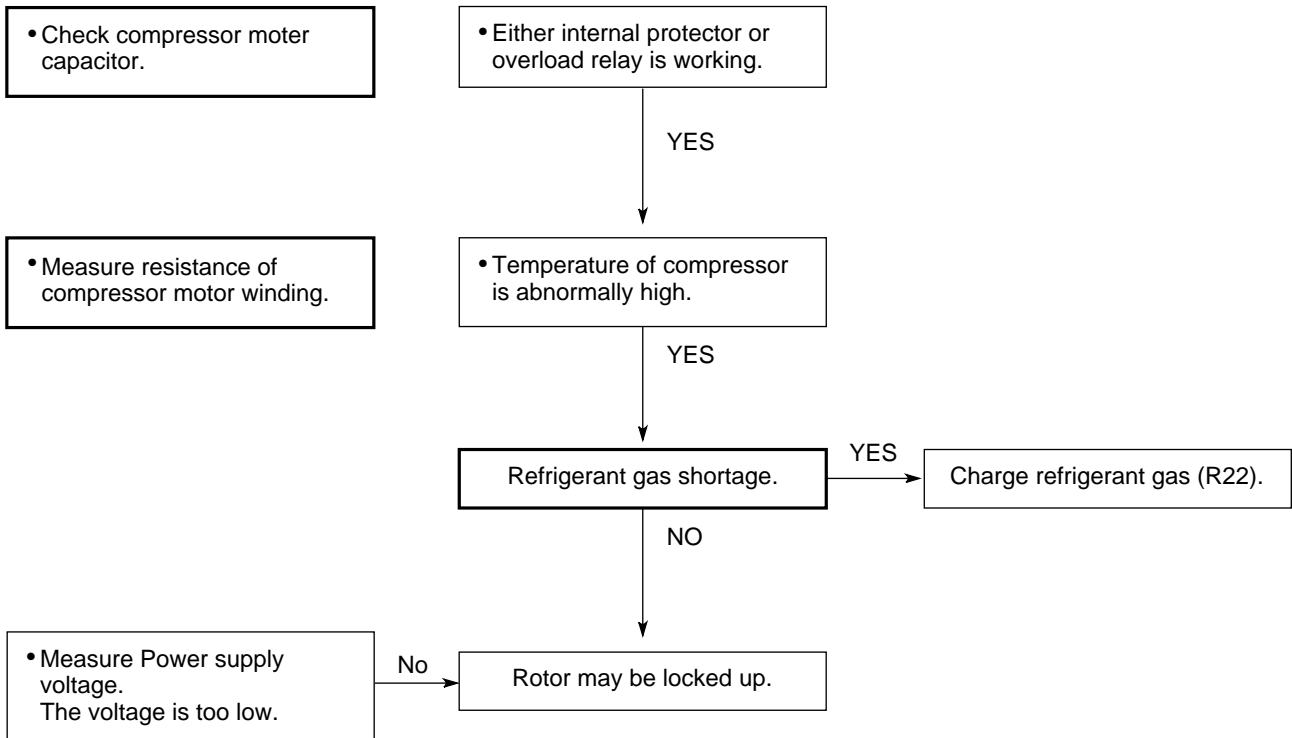 • Check compressor moter
capacitor.
• Either internal protector or
overload relay is working.
YES
• Measure resistance of
compressor motor winding.
• Temperature of compressor
is abnormally high.
YES
Refrigerant gas shortage.
YES
Charge refrigerant gas (R22).
NO
• Measure Power supply
voltage.
The voltage is too low.
No
Rotor may be locked up.